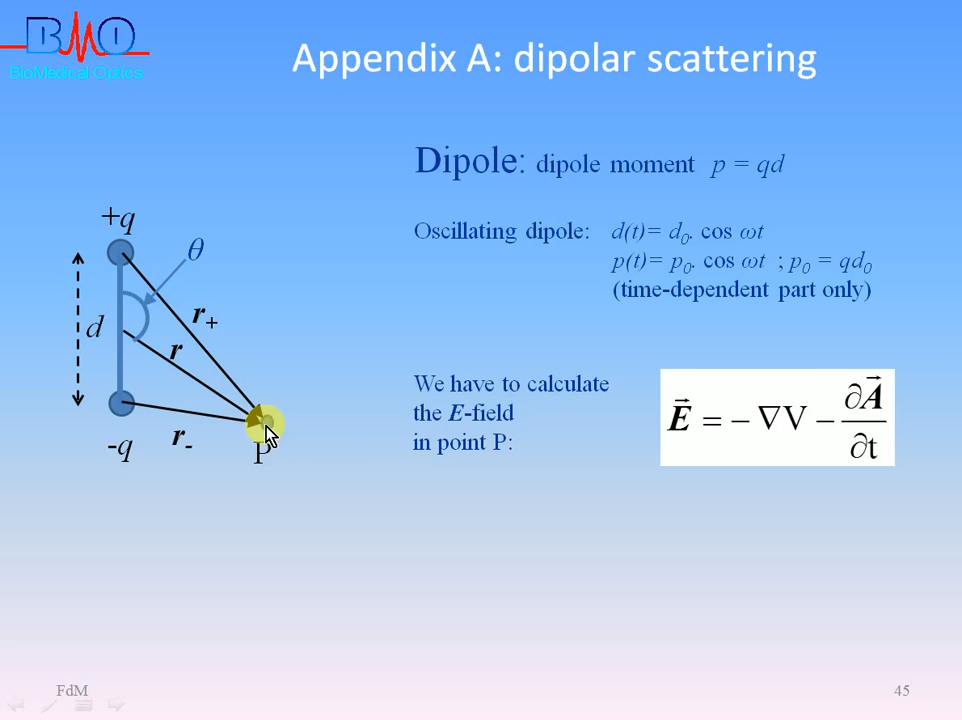 BMO
BioMedical Optics
Appendix A: dipolar scattering
Dipole: dipole moment p = qd
Oscillating dipole: d(t)= d₀. cos ωt
p(t)= p₀. cos ωt ; p₀ = qd₀
(time-dependent part only)
+q
θ
r₊
d
r
r₋
-q
P
We have to calculate
the E-field
in point P:
E⃗ = − ∇V − ∂A⃗/∂t
FdM
45